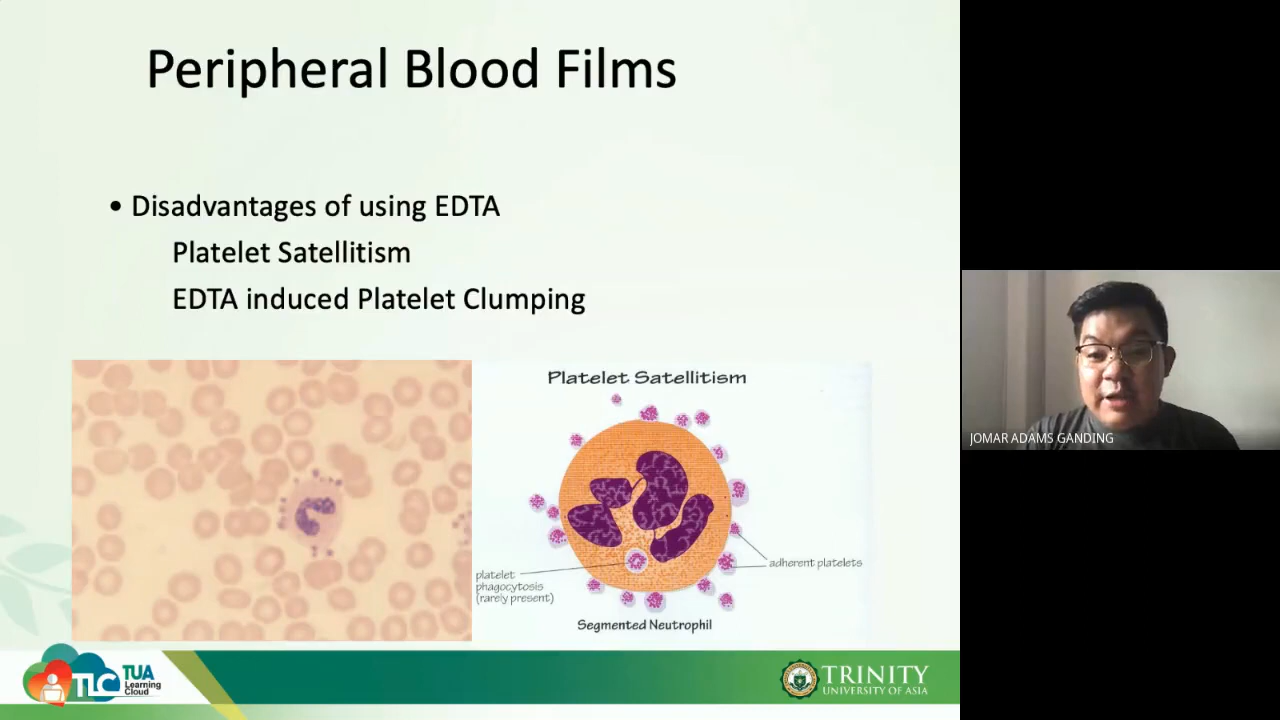 Peripheral Blood Films
• Disadvantages of using EDTA
Platelet Satellitism
EDTA induced Platelet Clumping
Platelet Satellitism
adherent platelets
platelet
phagocytosis
(rarely present)
Segmented Neutrophil
JOMAR ADAMS GANDING
TLC
TUA
Learning
Cloud
TRINITY
UNIVERSITY OF ASIA